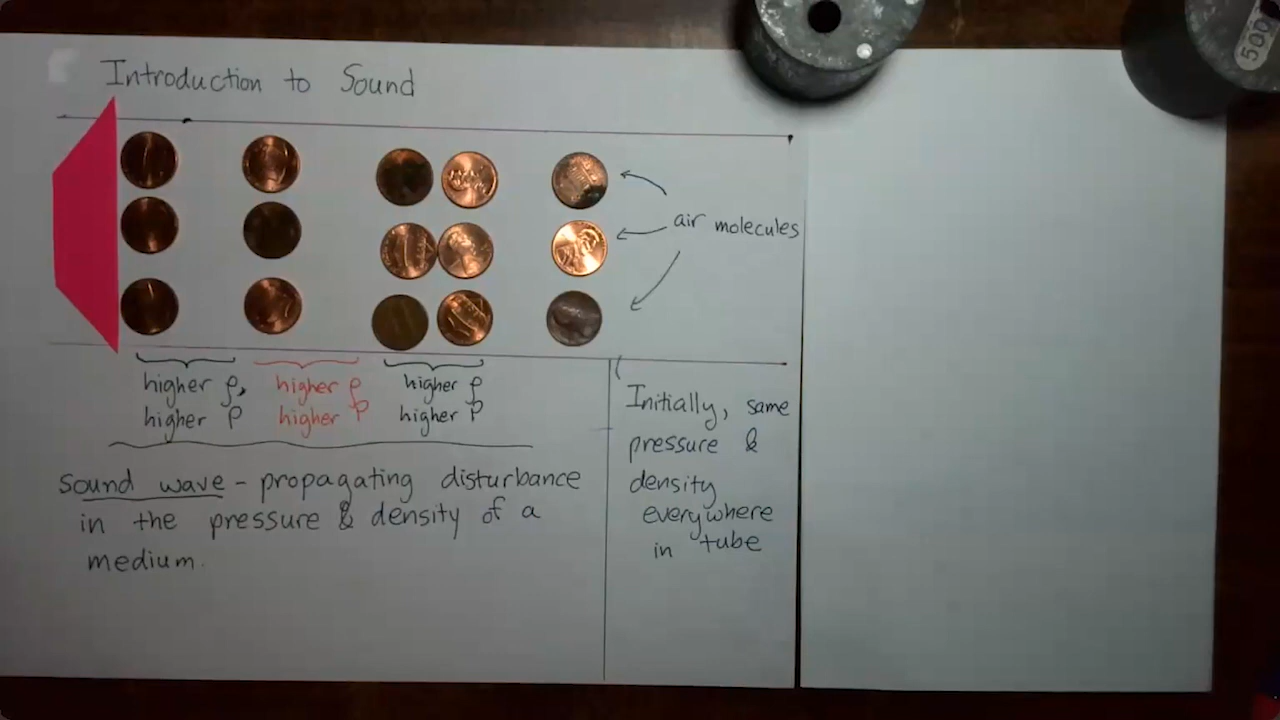 Introduction to Sound
air molecules
higher ρ,
higher P
higher ρ
higher P
higher ρ
higher P
sound wave - propagating disturbance
in the pressure & density of a
medium.
Initially, same
pressure &
density
everywhere
in tube
500